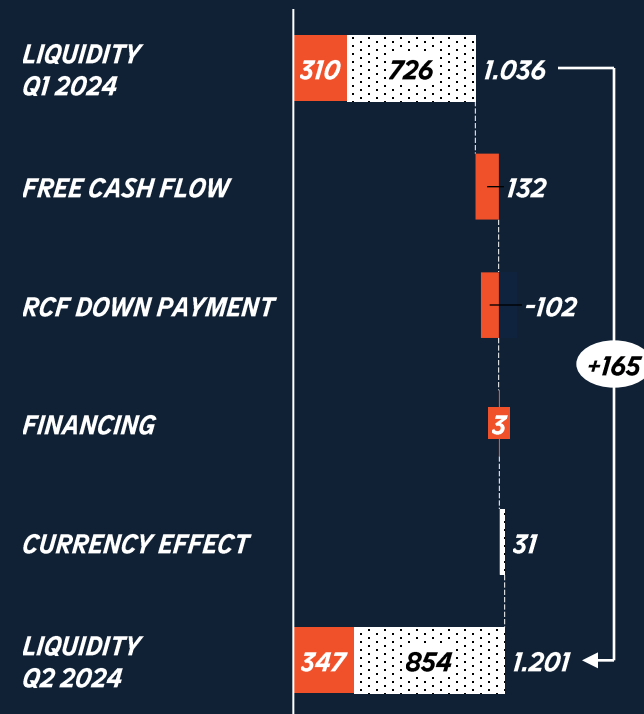 LIQUIDITY
Q1 2024
310
726
1.036
FREE CASH FLOW
132
RCF DOWN PAYMENT
-102
+165
FINANCING
3
CURRENCY EFFECT
31
LIQUIDITY
Q2 2024
347
854
1.201